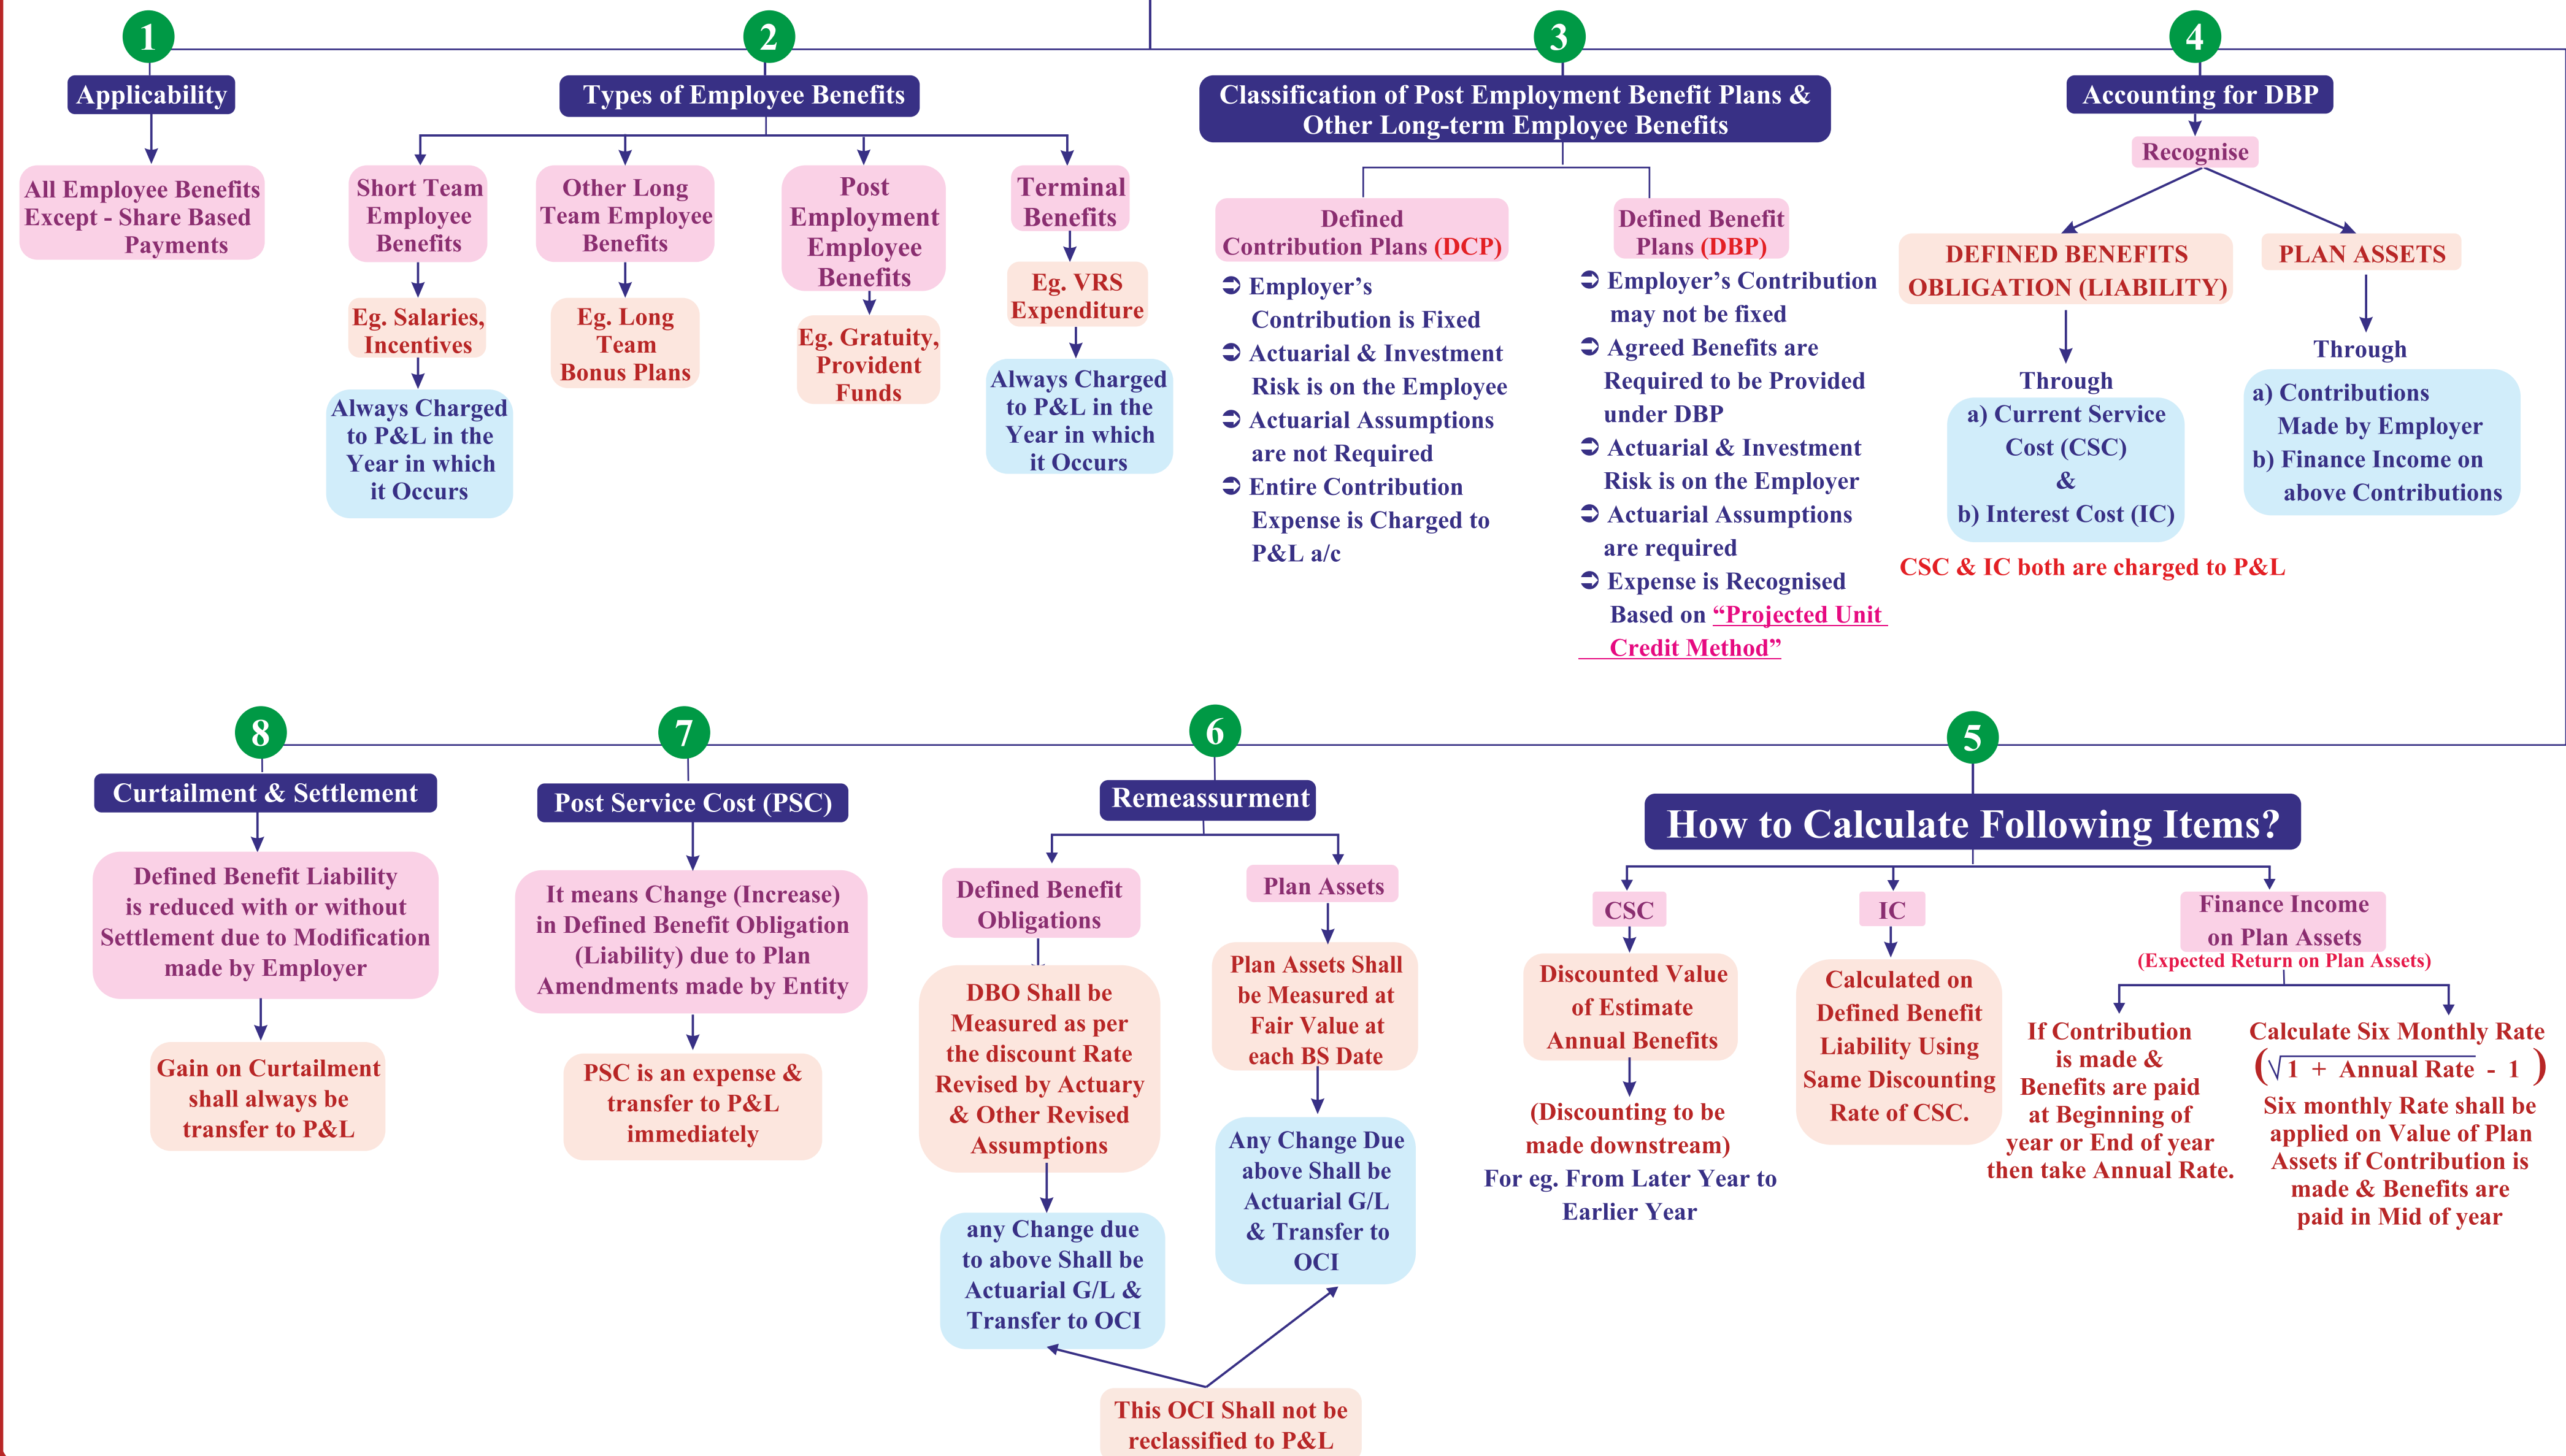 1
Applicability
All Employee Benefits
Except - Share Based
Payments
2
Types of Employee Benefits
Short Team
Employee
Benefits
Eg. Salaries,
Incentives
Always Charged
to P&L in the
Year in which
it Occurs
Other Long
Team Employee
Benefits
Eg. Long
Team
Bonus Plans
Post
Employment
Employee
Benefits
Eg. Gratuity,
Provident
Funds
Terminal
Benefits
Eg. VRS
Expenditure
Always Charged
to P&L in the
Year in which
it Occurs
3
Classification of Post Employment Benefit Plans &
Other Long-term Employee Benefits
Defined
Contribution Plans (DCP)
➲ Employer’s
Contribution is Fixed
➲ Actuarial & Investment
Risk is on the Employee
➲ Actuarial Assumptions
are not Required
➲ Entire Contribution
Expense is Charged to
P&L a/c
Defined Benefit
Plans (DBP)
➲ Employer’s Contribution
may not be fixed
➲ Agreed Benefits are
Required to be Provided
under DBP
➲ Actuarial & Investment
Risk is on the Employer
➲ Actuarial Assumptions
are required
➲ Expense is Recognised
Based on “Projected Unit
Credit Method”
4
Accounting for DBP
Recognise
DEFINED BENEFITS
OBLIGATION (LIABILITY)
Through
a) Current Service
Cost (CSC)
&
b) Interest Cost (IC)
CSC & IC both are charged to P&L
PLAN ASSETS
Through
a) Contributions
Made by Employer
b) Finance Income on
above Contributions
8
Curtailment & Settlement
Defined Benefit Liability
is reduced with or without
Settlement due to Modification
made by Employer
Gain on Curtailment
shall always be
transfer to P&L
7
Post Service Cost (PSC)
It means Change (Increase)
in Defined Benefit Obligation
(Liability) due to Plan
Amendments made by Entity
PSC is an expense &
transfer to P&L
immediately
6
Remeassurment
Defined Benefit
Obligations
DBO Shall be
Measured as per
the discount Rate
Revised by Actuary
& Other Revised
Assumptions
any Change due
to above Shall be
Actuarial G/L &
Transfer to OCI
Plan Assets
Plan Assets Shall
be Measured at
Fair Value at
each BS Date
Any Change Due
above Shall be
Actuarial G/L
& Transfer to
OCI
This OCI Shall not be
reclassified to P&L
5
How to Calculate Following Items?
CSC
Discounted Value
of Estimate
Annual Benefits
(Discounting to be
made downstream)
For eg. From Later Year to
Earlier Year
IC
Calculated on
Defined Benefit
Liability Using
Same Discounting
Rate of CSC.
Finance Income
on Plan Assets
(Expected Return on Plan Assets)
If Contribution
is made &
Benefits are paid
at Beginning of
year or End of year
then take Annual Rate.
Calculate Six Monthly Rate
(√1 + Annual Rate - 1)
Six monthly Rate shall be
applied on Value of Plan
Assets if Contribution is
made & Benefits are
paid in Mid of year